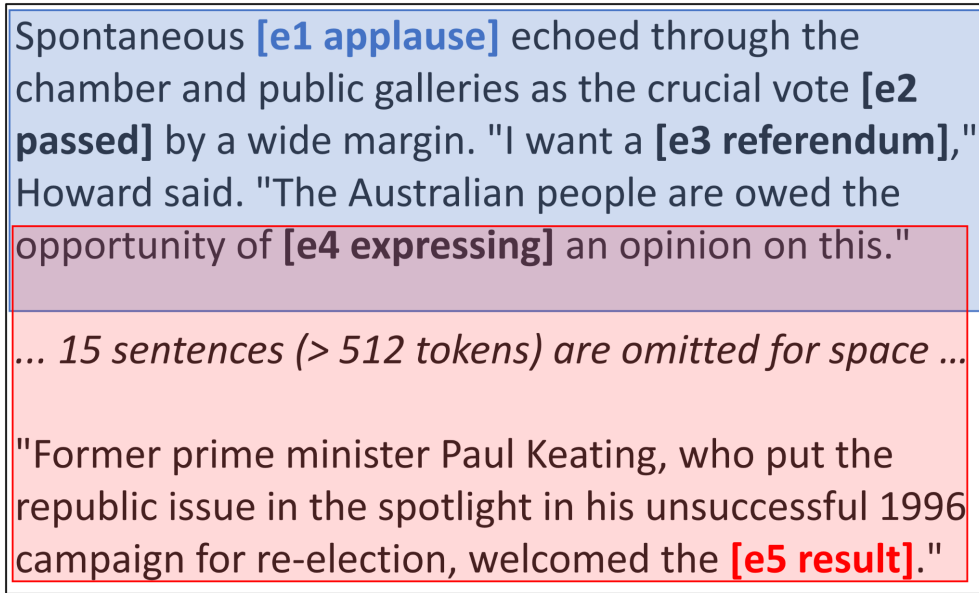 Spontaneous [e1 applause] echoed through the
chamber and public galleries as the crucial vote [e2
passed] by a wide margin. "I want a [e3 referendum],"
Howard said. "The Australian people are owed the
opportunity of [e4 expressing] an opinion on this."
... 15 sentences (> 512 tokens) are omitted for space ...
"Former prime minister Paul Keating, who put the
republic issue in the spotlight in his unsuccessful 1996
campaign for re-election, welcomed the [e5 result]."